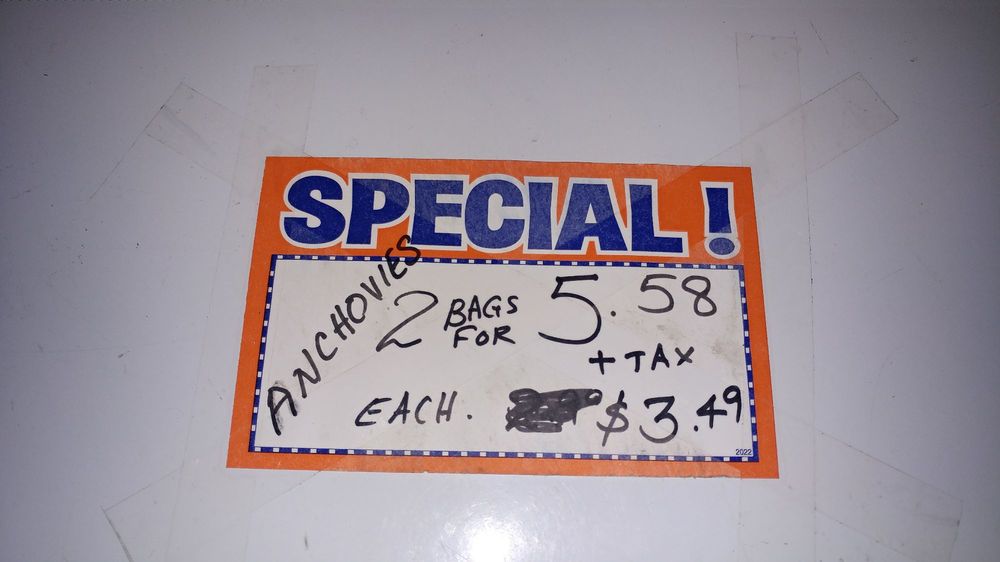 SPECIAL!
ANCHOVIES
2 BAGS FOR 5.58
+ TAX
EACH. $3.49
2022